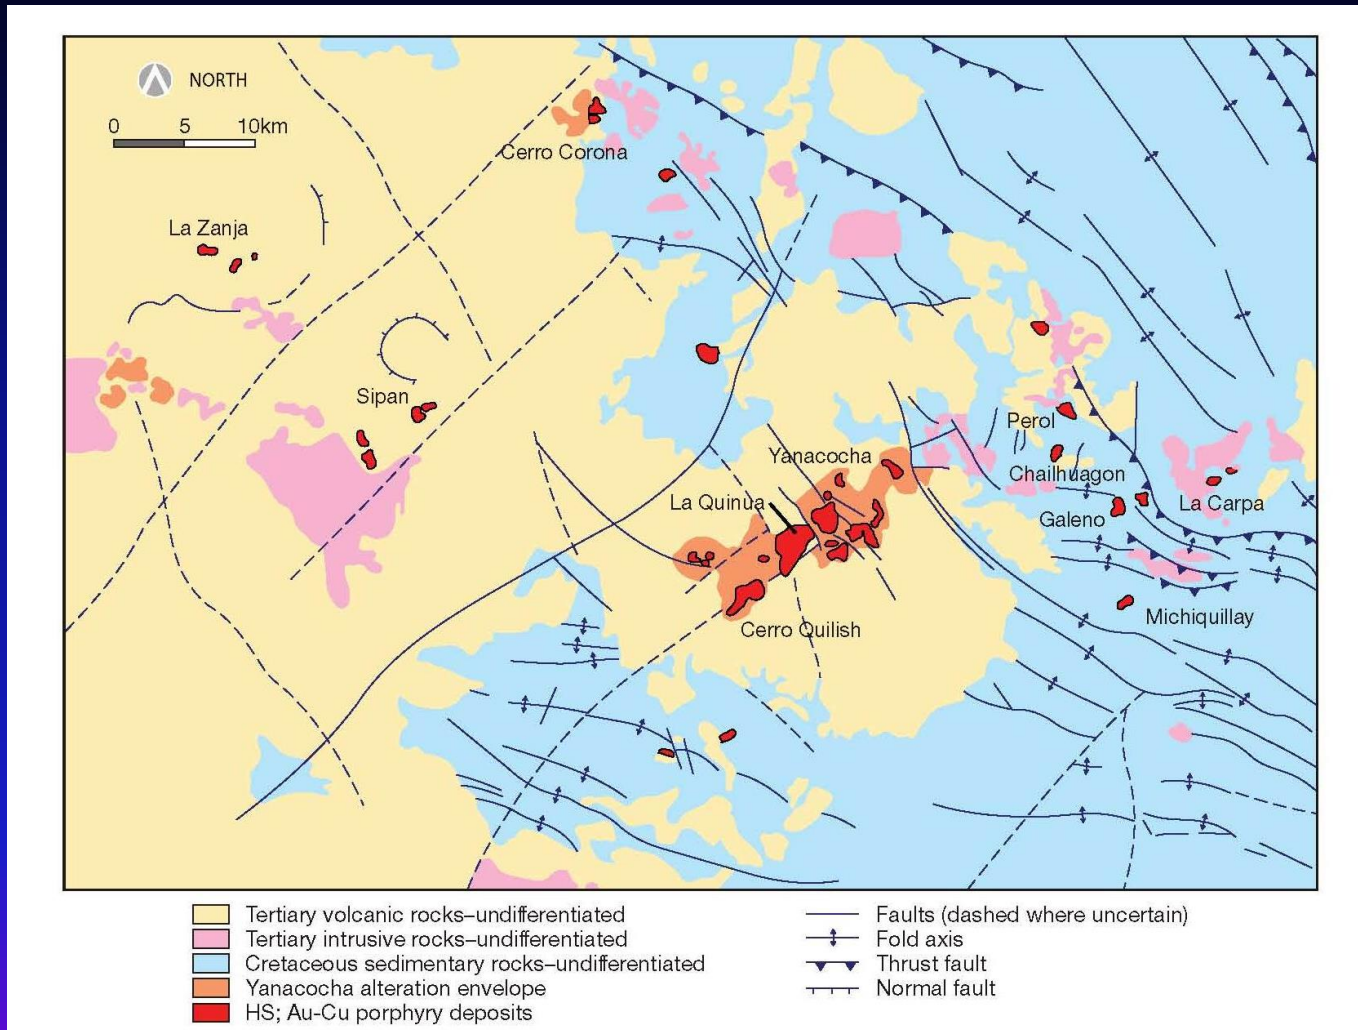 NORTH
0 5 10km
Cerro Corona
La Zanja
Sipan
Perol
Yanacocha
Chailhuagon
La Quinua
La Carpa
Galeno
Michiquillay
Cerro Quilish
Tertiary volcanic rocks–undifferentiated
Tertiary intrusive rocks–undifferentiated
Cretaceous sedimentary rocks–undifferentiated
Yanacocha alteration envelope
HS; Au-Cu porphyry deposits
Faults (dashed where uncertain)
Fold axis
Thrust fault
Normal fault